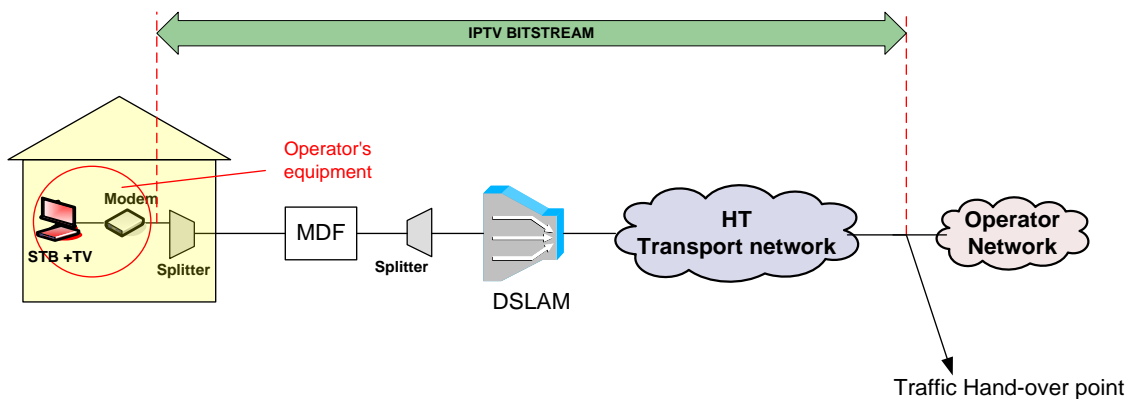 IPTV BITSTREAM
Operator's
equipment
Modem
STB +TV
Splitter
MDF
Splitter
DSLAM
HT
Transport network
Operator
Network
Traffic Hand-over point